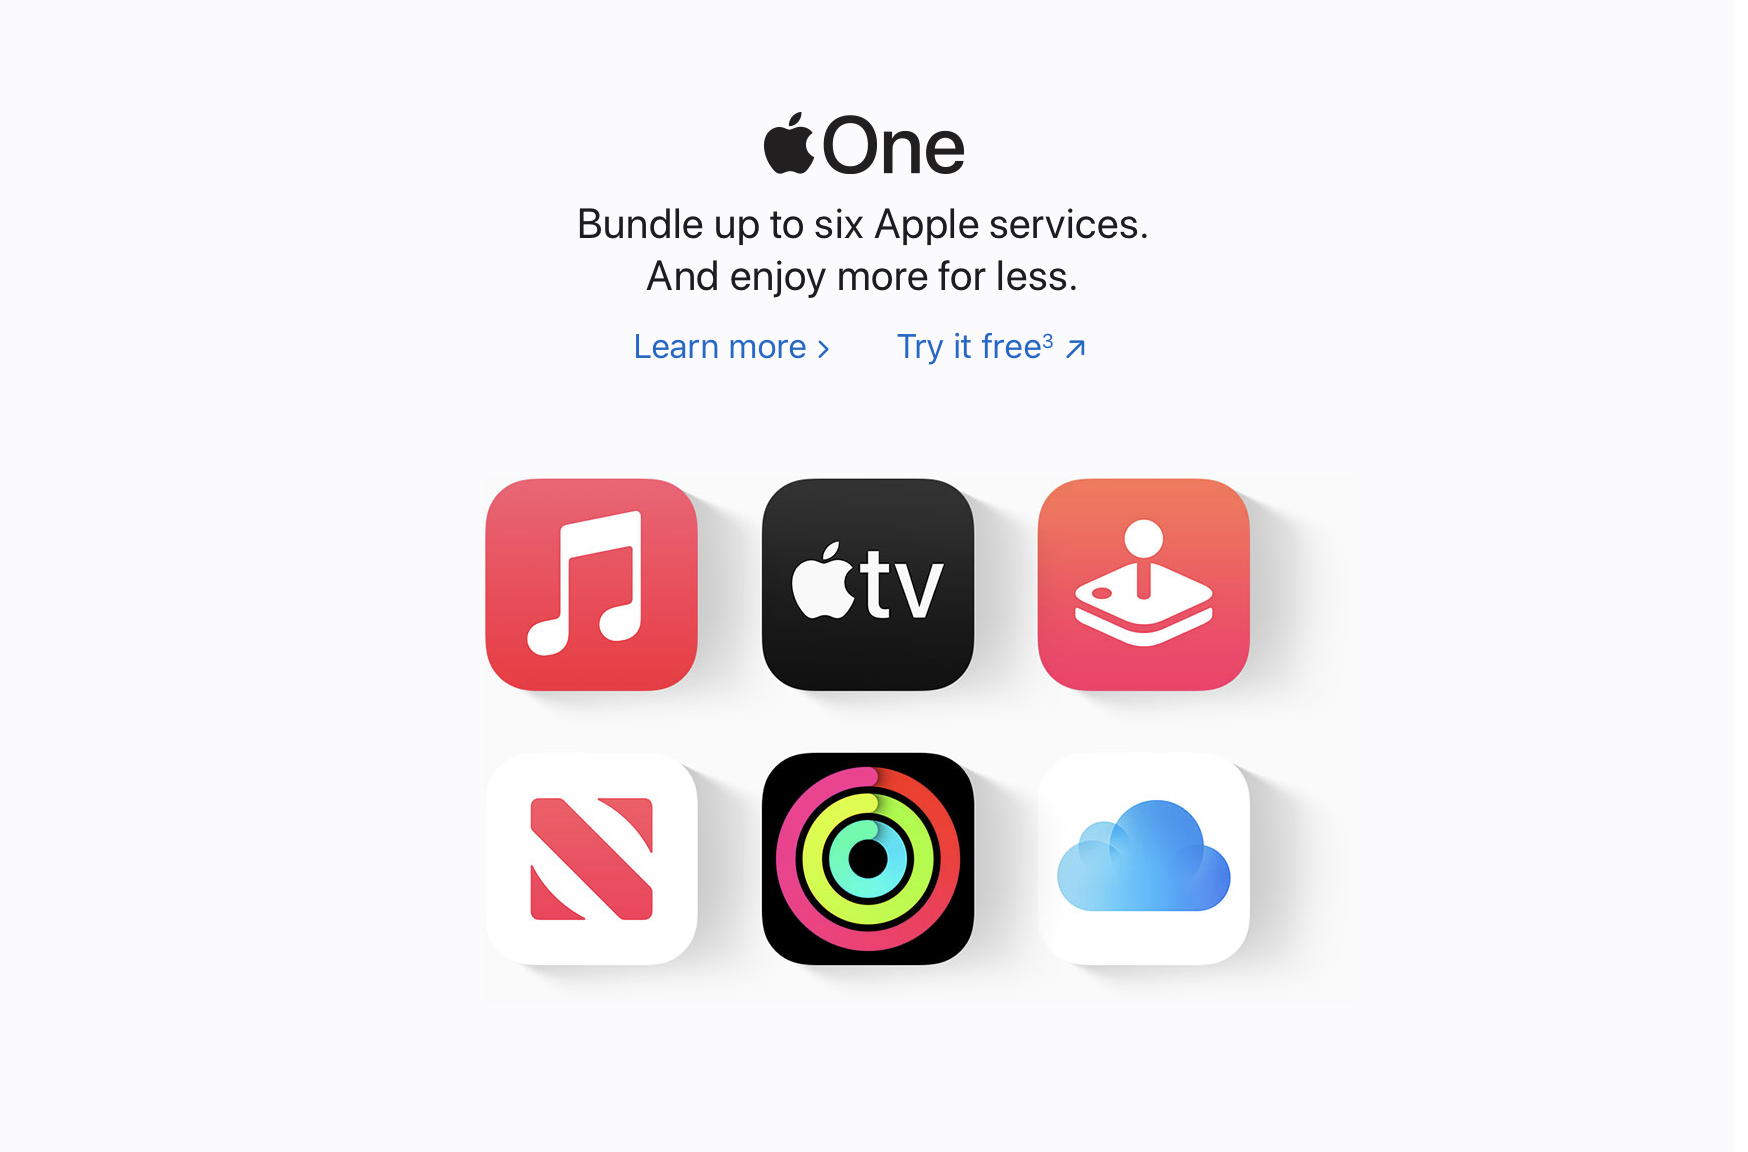 One
Bundle up to six Apple services.
And enjoy more for less.
Learn more >
Try it free³ ↗
tv